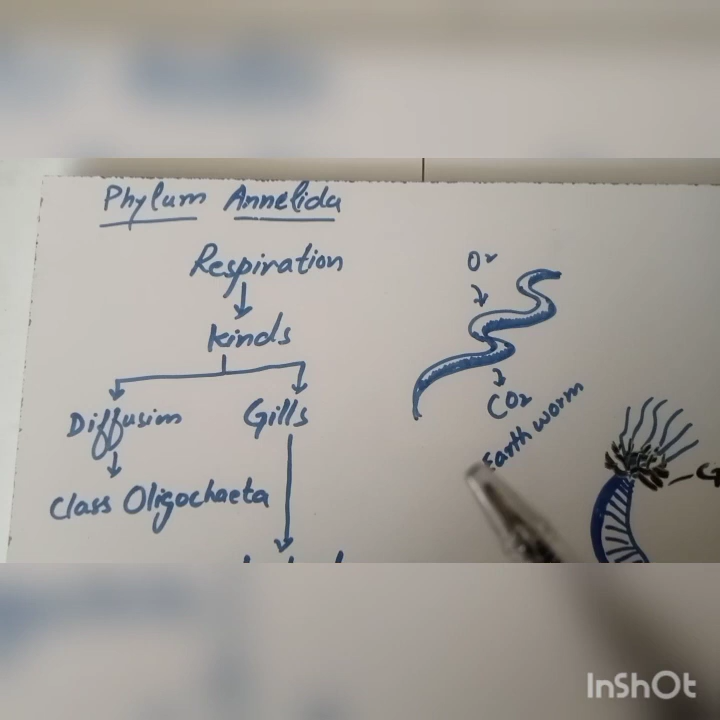 Phylum Annelida
Respiration
Kinds
Diffusion
Gills
Class Oligochaeta
O₂
CO₂
Earth worm
InShOt